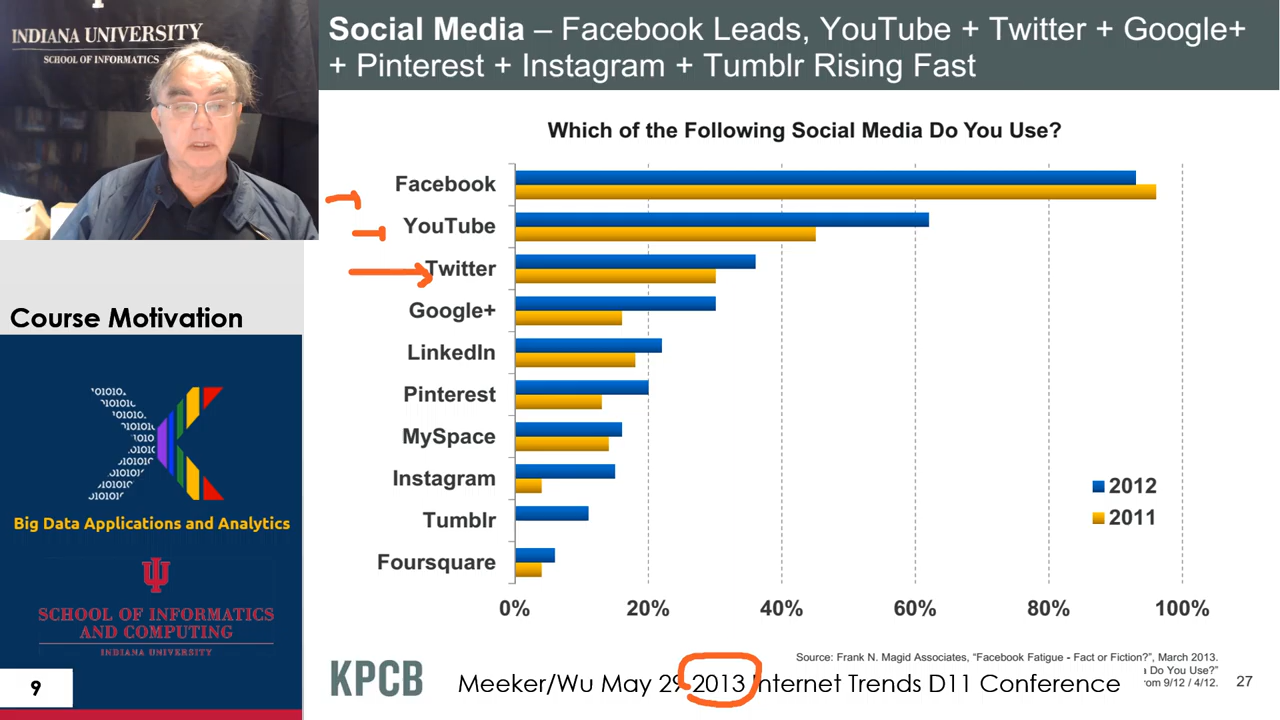 INDIANA UNIVERSITY
SCHOOL OF INFORMATICS
Social Media – Facebook Leads, YouTube + Twitter + Google+
+ Pinterest + Instagram + Tumblr Rising Fast
Which of the Following Social Media Do You Use?
Facebook
YouTube
Twitter
Google+
LinkedIn
Pinterest
MySpace
Instagram
Tumblr
Foursquare
2012
2011
0% 20% 40% 60% 80% 100%
Course Motivation
Big Data Applications and Analytics
SCHOOL OF INFORMATICS
AND COMPUTING
INDIANA UNIVERSITY
9
KPCB
Source: Frank N. Magid Associates, "Facebook Fatigue - Fact or Fiction?", March 2013.
Do You Use?"
9/12 / 4/12.
Meeker/Wu May 29 2013 Internet Trends D11 Conference
27